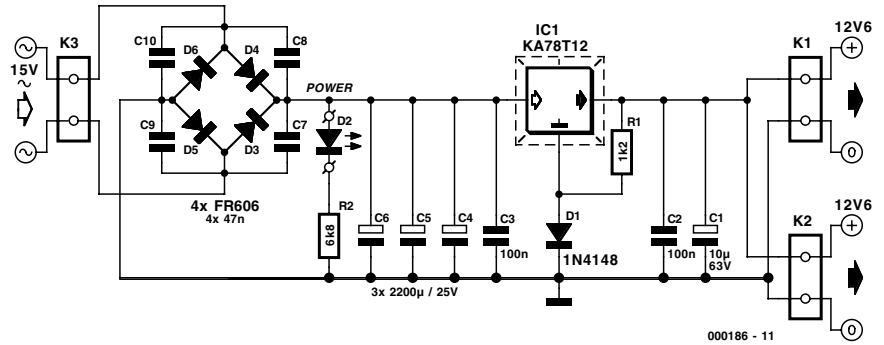 K3
15V
~
C10
D6
D4
C8
C9
D5
D3
C7
4x FR606
4x 47n
POWER
D2
R2
6k8
C6
C5
C4
C3
100n
3x 2200µ / 25V
IC1
KA78T12
R1
1k2
D1
1N4148
C2
100n
C1
10µ
63V
K1
12V6
+
0
K2
12V6
+
0
000186 - 11